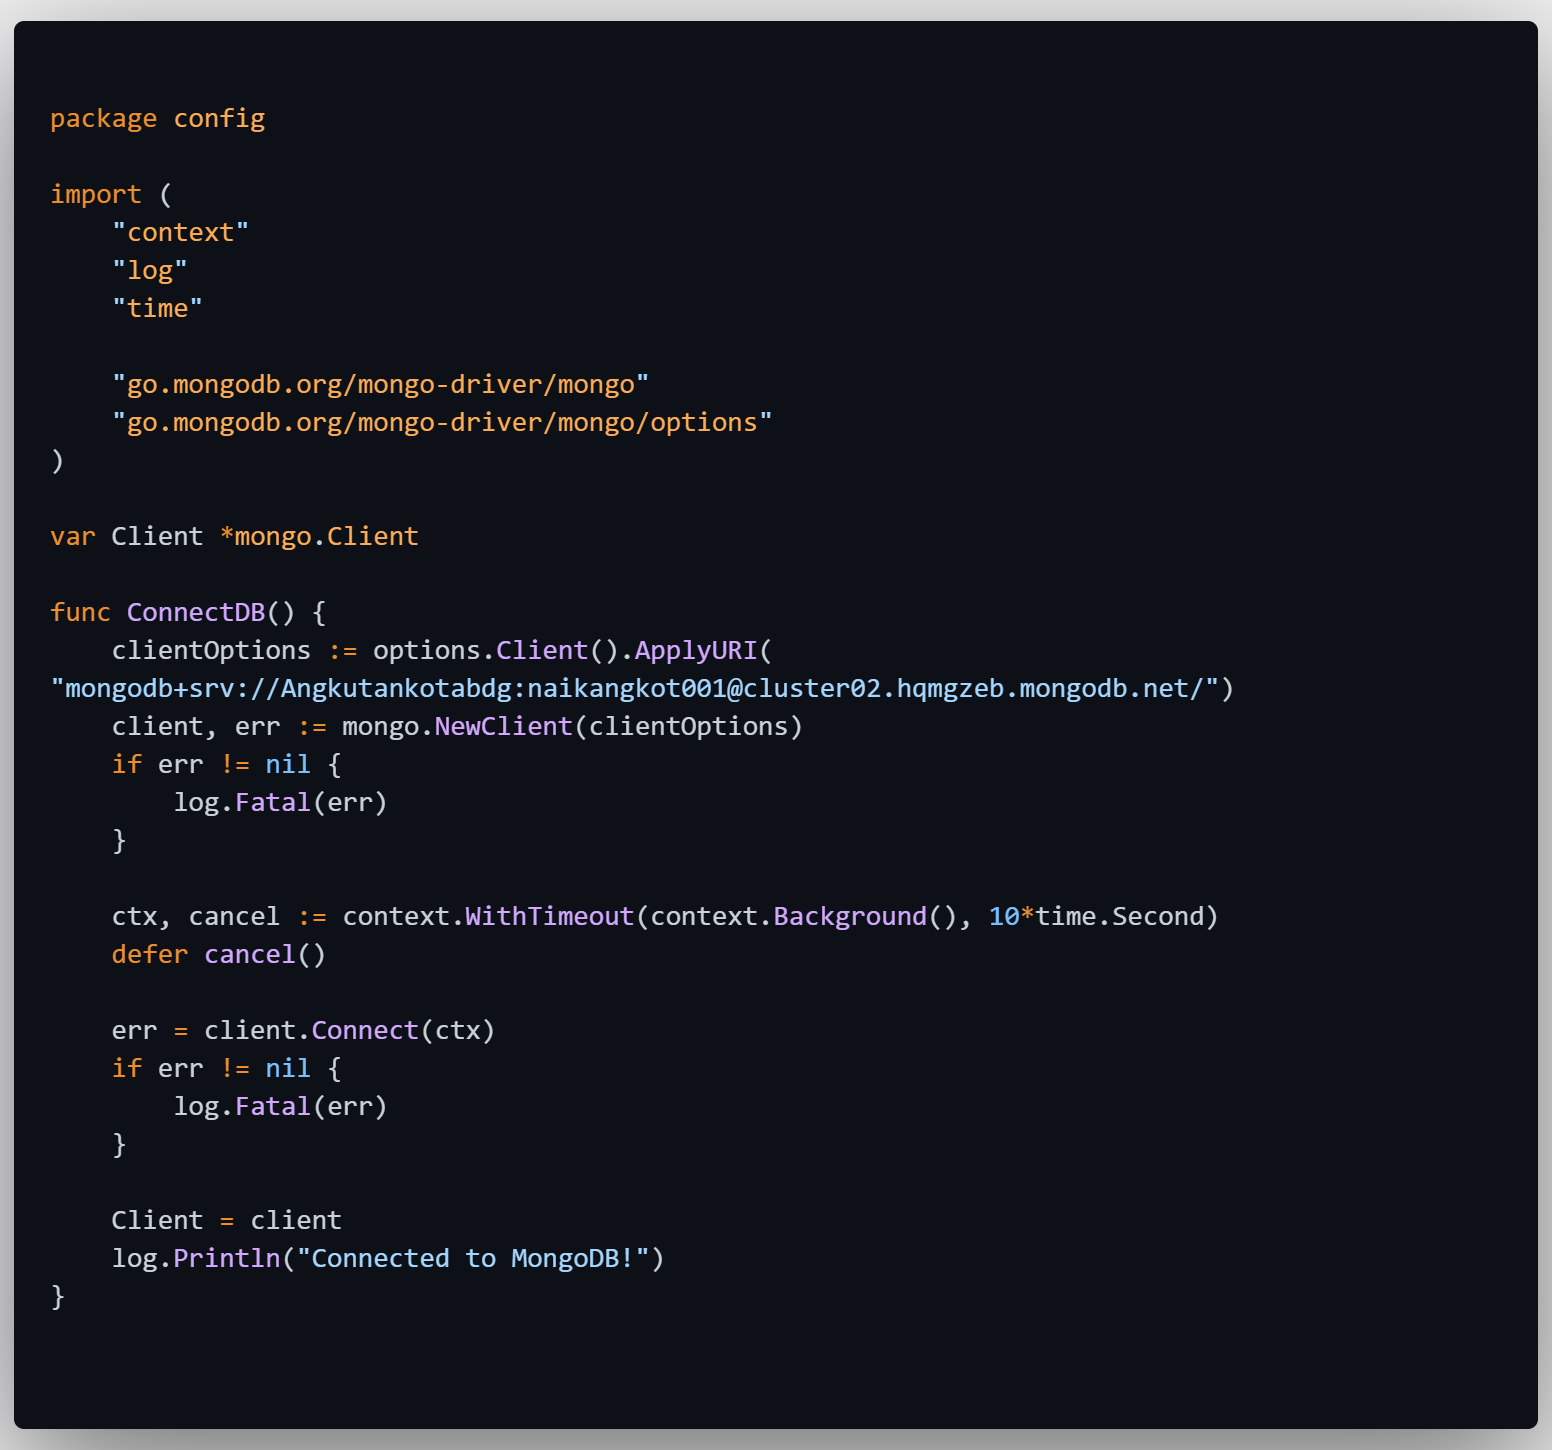 package config
import (
"context"
"log"
"time"
"go.mongodb.org/mongo-driver/mongo"
"go.mongodb.org/mongo-driver/mongo/options"
)
var Client *mongo.Client
func ConnectDB() {
clientOptions := options.Client().ApplyURI(
"mongodb+srv://Angkutankotabdg:naikangkot001@cluster02.hqmgzeb.mongodb.net/")
client, err := mongo.NewClient(clientOptions)
if err != nil {
log.Fatal(err)
}
ctx, cancel := context.WithTimeout(context.Background(), 10*time.Second)
defer cancel()
err = client.Connect(ctx)
if err != nil {
log.Fatal(err)
}
Client = client
log.Println("Connected to MongoDB!")
}